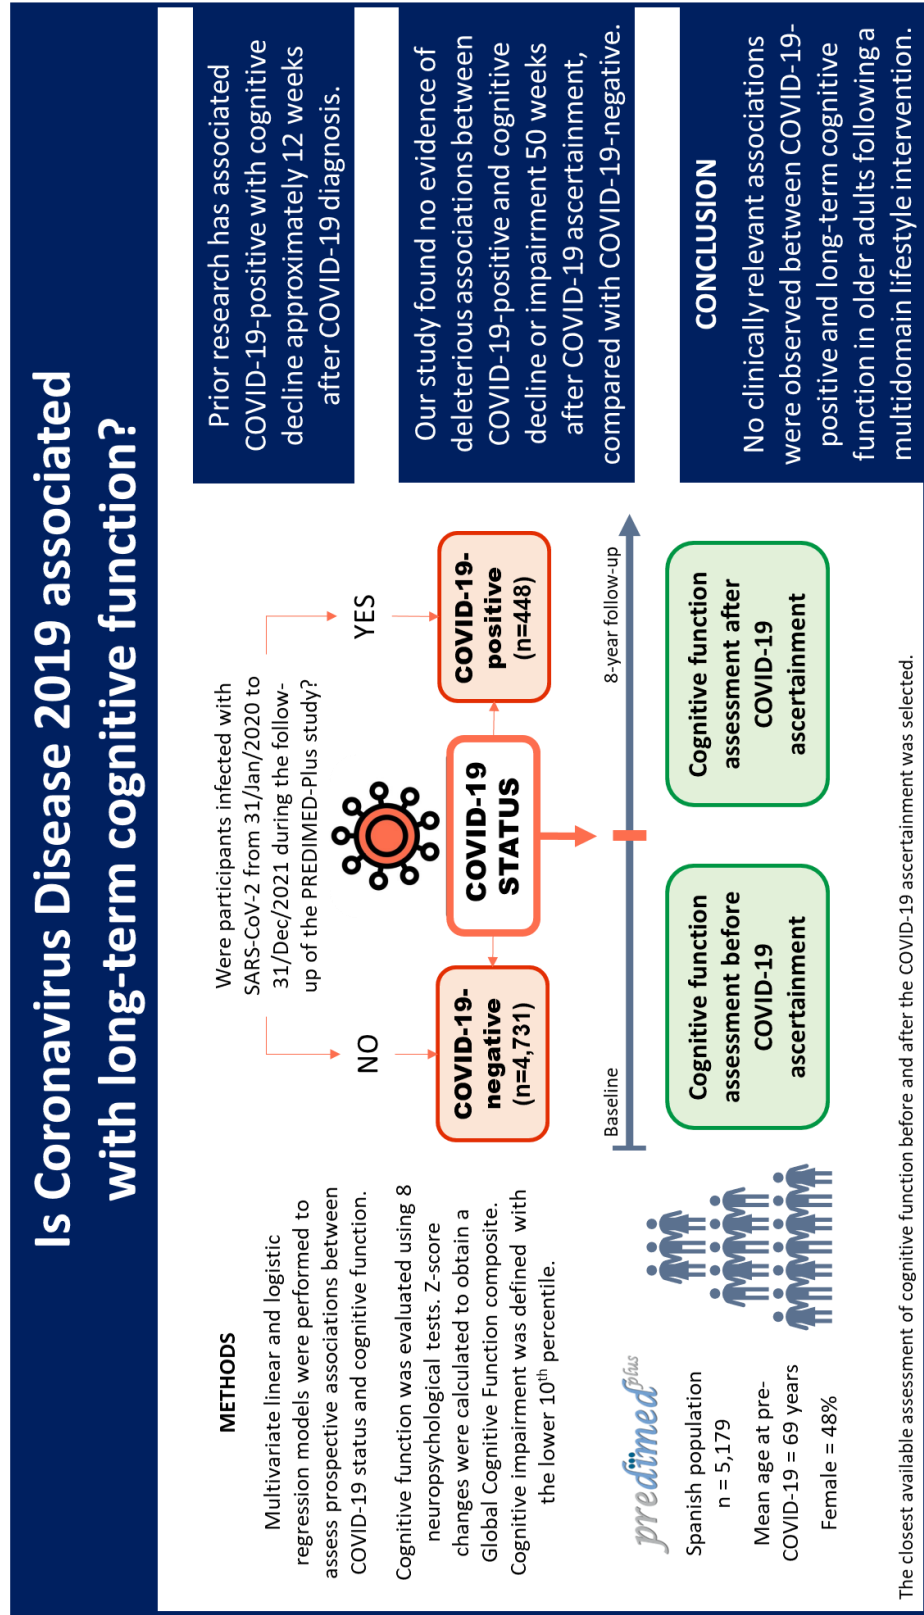 Is Coronavirus Disease 2019 associated
with long-term cognitive function?
METHODS
Multivariate linear and logistic
regression models were performed to
assess prospective associations between
COVID-19 status and cognitive function.
Cognitive function was evaluated using 8
neuropsychological tests. Z-score
changes were calculated to obtain a
Global Cognitive Function composite.
Cognitive impairment was defined with
the lower 10th percentile.
predimed plus
Spanish population
n = 5,179
Mean age at pre-
COVID-19 = 69 years
Female = 48%
Were participants infected with
SARS-CoV-2 from 31/Jan/2020 to
31/Dec/2021 during the follow-
up of the PREDIMED-Plus study?
NO
YES
COVID-19-
negative
(n=4,731)
COVID-19
STATUS
COVID-19-
positive
(n=448)
Baseline
8-year follow-up
Cognitive function
assessment before
COVID-19
ascertainment
Cognitive function
assessment after
COVID-19
ascertainment
Prior research has associated
COVID-19-positive with cognitive
decline approximately 12 weeks
after COVID-19 diagnosis.
Our study found no evidence of
deleterious associations between
COVID-19-positive and cognitive
decline or impairment 50 weeks
after COVID-19 ascertainment,
compared with COVID-19-negative.
CONCLUSION
No clinically relevant associations
were observed between COVID-19-
positive and long-term cognitive
function in older adults following a
multidomain lifestyle intervention.
The closest available assessment of cognitive function before and after the COVID-19 ascertainment was selected.